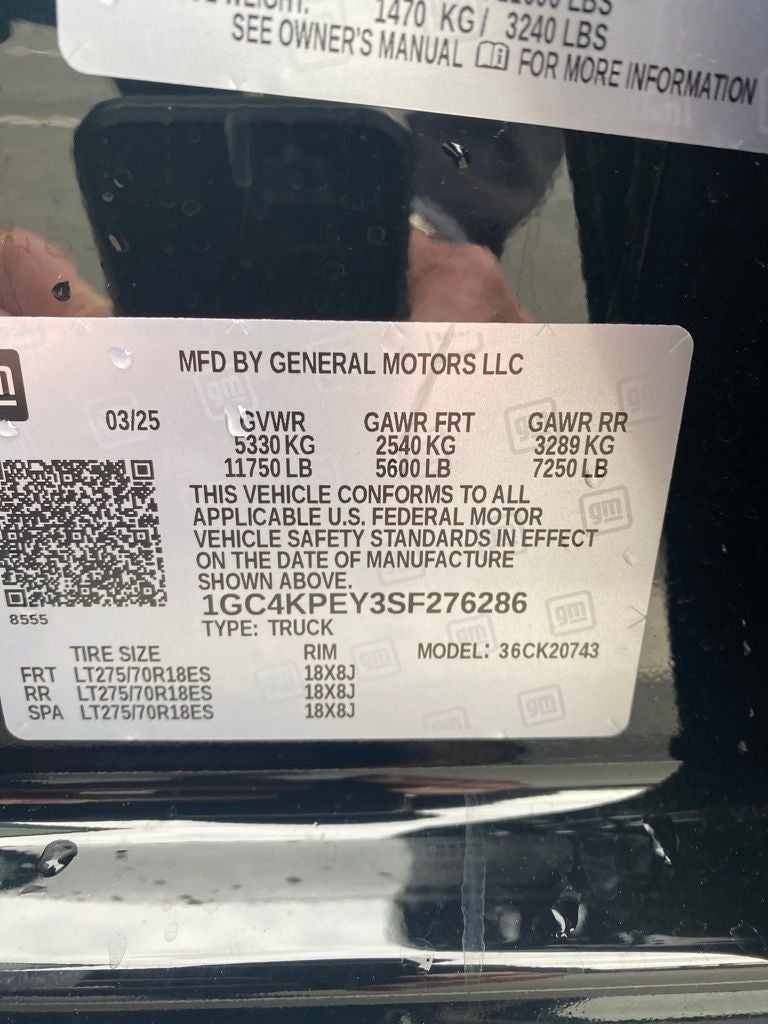 WEIGHT:
1470 KG / 3240 LBS
SEE OWNER'S MANUAL FOR MORE INFORMATION
MFD BY GENERAL MOTORS LLC
03/25 GVWR GAWR FRT GAWR RR
5330 KG 2540 KG 3289 KG
11750 LB 5600 LB 7250 LB
THIS VEHICLE CONFORMS TO ALL
APPLICABLE U.S. FEDERAL MOTOR
VEHICLE SAFETY STANDARDS IN EFFECT
ON THE DATE OF MANUFACTURE
SHOWN ABOVE.
1GC4KPEY3SF276286
8555
TYPE: TRUCK
TIRE SIZE RIM MODEL: 36CK20743
FRT LT275/70R18ES 18X8J
RR LT275/70R18ES 18X8J
SPA LT275/70R18ES 18X8J